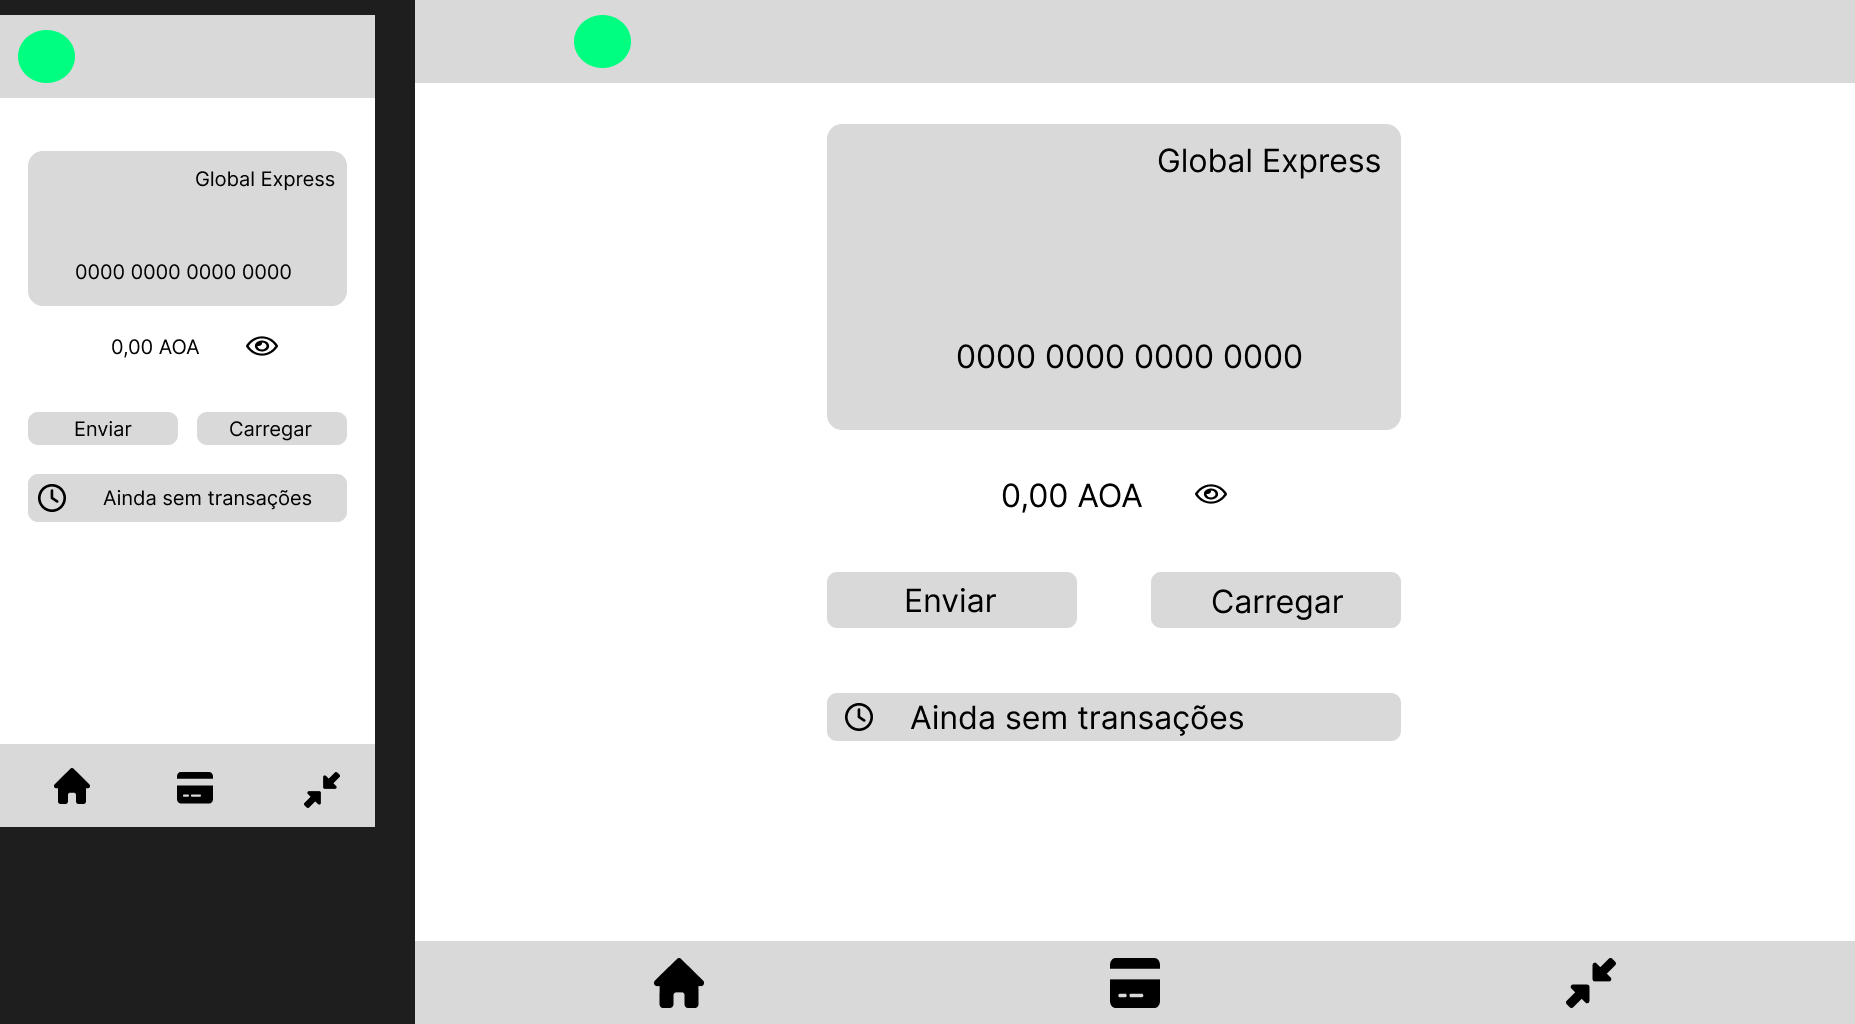 Global Express
0000 0000 0000 0000
0,00 AOA
Enviar
Carregar
Ainda sem transações
Global Express
0000 0000 0000 0000
0,00 AOA
Enviar
Carregar
Ainda sem transações